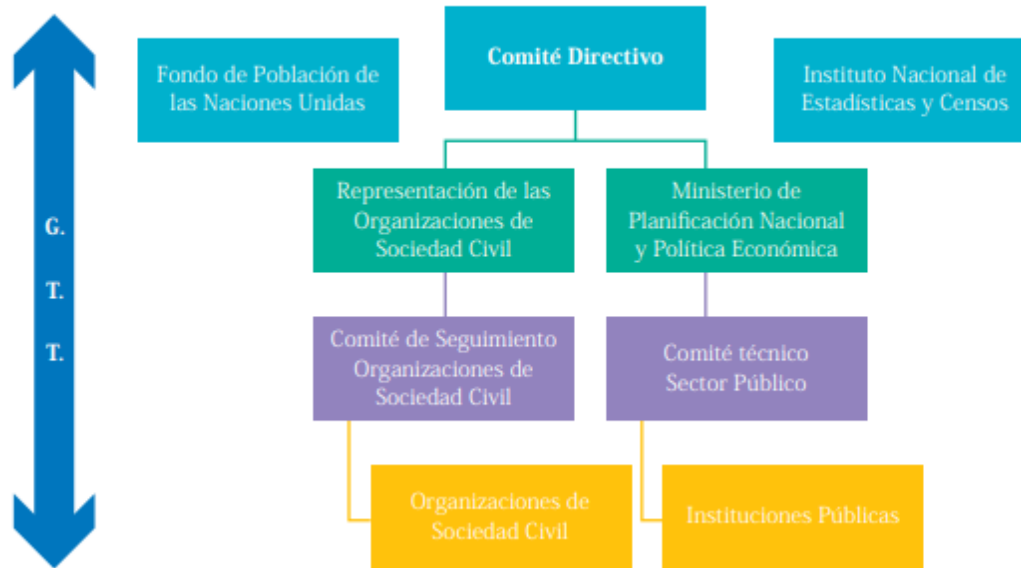 Comité Directivo
Fondo de Población de
las Naciones Unidas
Instituto Nacional de
Estadísticas y Censos
Representación de las
Organizaciones de
Sociedad Civil
Ministerio de
Planificación Nacional
y Política Económica
G.
T.
T.
Comité de Seguimiento
Organizaciones de
Sociedad Civil
Comité técnico
Sector Público
Organizaciones de
Sociedad Civil
Instituciones Públicas